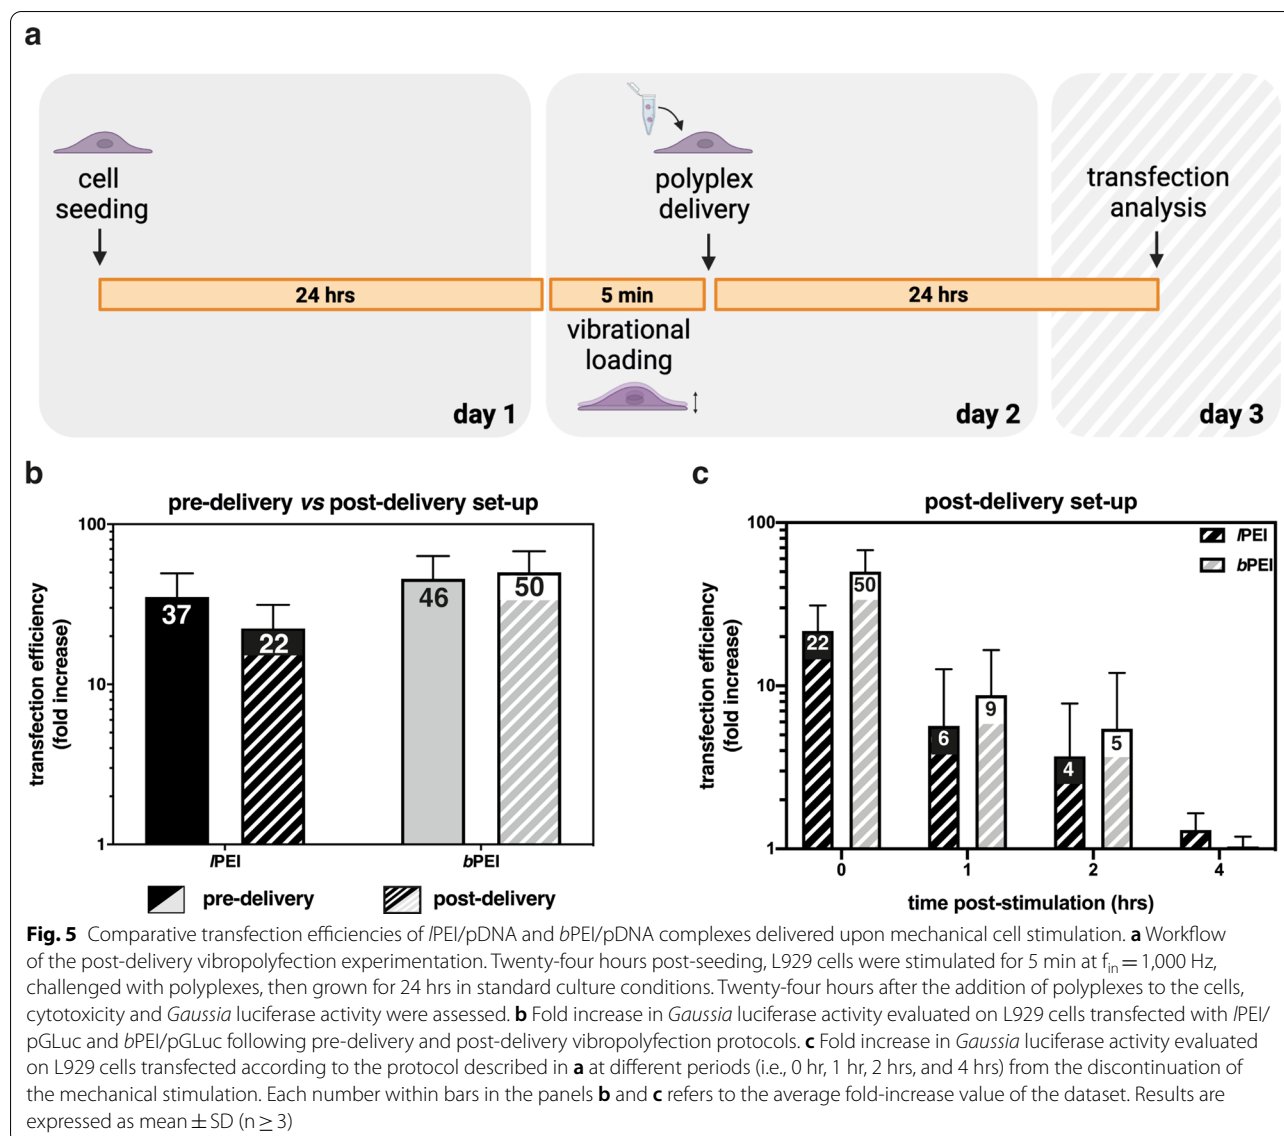 a
cell
seeding
polyplex
delivery
transfection
analysis
24 hrs
5 min
24 hrs
vibrational
loading
day 1
day 2
day 3
b
pre-delivery vs post-delivery set-up
transfection efficiency
(fold increase)
100
10
1
37
22
46
50
lPEI
bPEI
pre-delivery
post-delivery
c
post-delivery set-up
transfection efficiency
(fold increase)
100
10
1
lPEI
bPEI
22
50
6
9
4
5
0
1
2
4
time post-stimulation (hrs)
Fig. 5 Comparative transfection efficiencies of lPEI/pDNA and bPEI/pDNA complexes delivered upon mechanical cell stimulation. a Workflow
of the post-delivery vibropolyfection experimentation. Twenty-four hours post-seeding, L929 cells were stimulated for 5 min at fin = 1,000 Hz,
challenged with polyplexes, then grown for 24 hrs in standard culture conditions. Twenty-four hours after the addition of polyplexes to the cells,
cytotoxicity and Gaussia luciferase activity were assessed. b Fold increase in Gaussia luciferase activity evaluated on L929 cells transfected with lPEI/
pGLuc and bPEI/pGLuc following pre-delivery and post-delivery vibropolyfection protocols. c Fold increase in Gaussia luciferase activity evaluated
on L929 cells transfected according to the protocol described in a at different periods (i.e., 0 hr, 1 hr, 2 hrs, and 4 hrs) from the discontinuation of
the mechanical stimulation. Each number within bars in the panels b and c refers to the average fold-increase value of the dataset. Results are
expressed as mean ± SD (n ≥ 3)